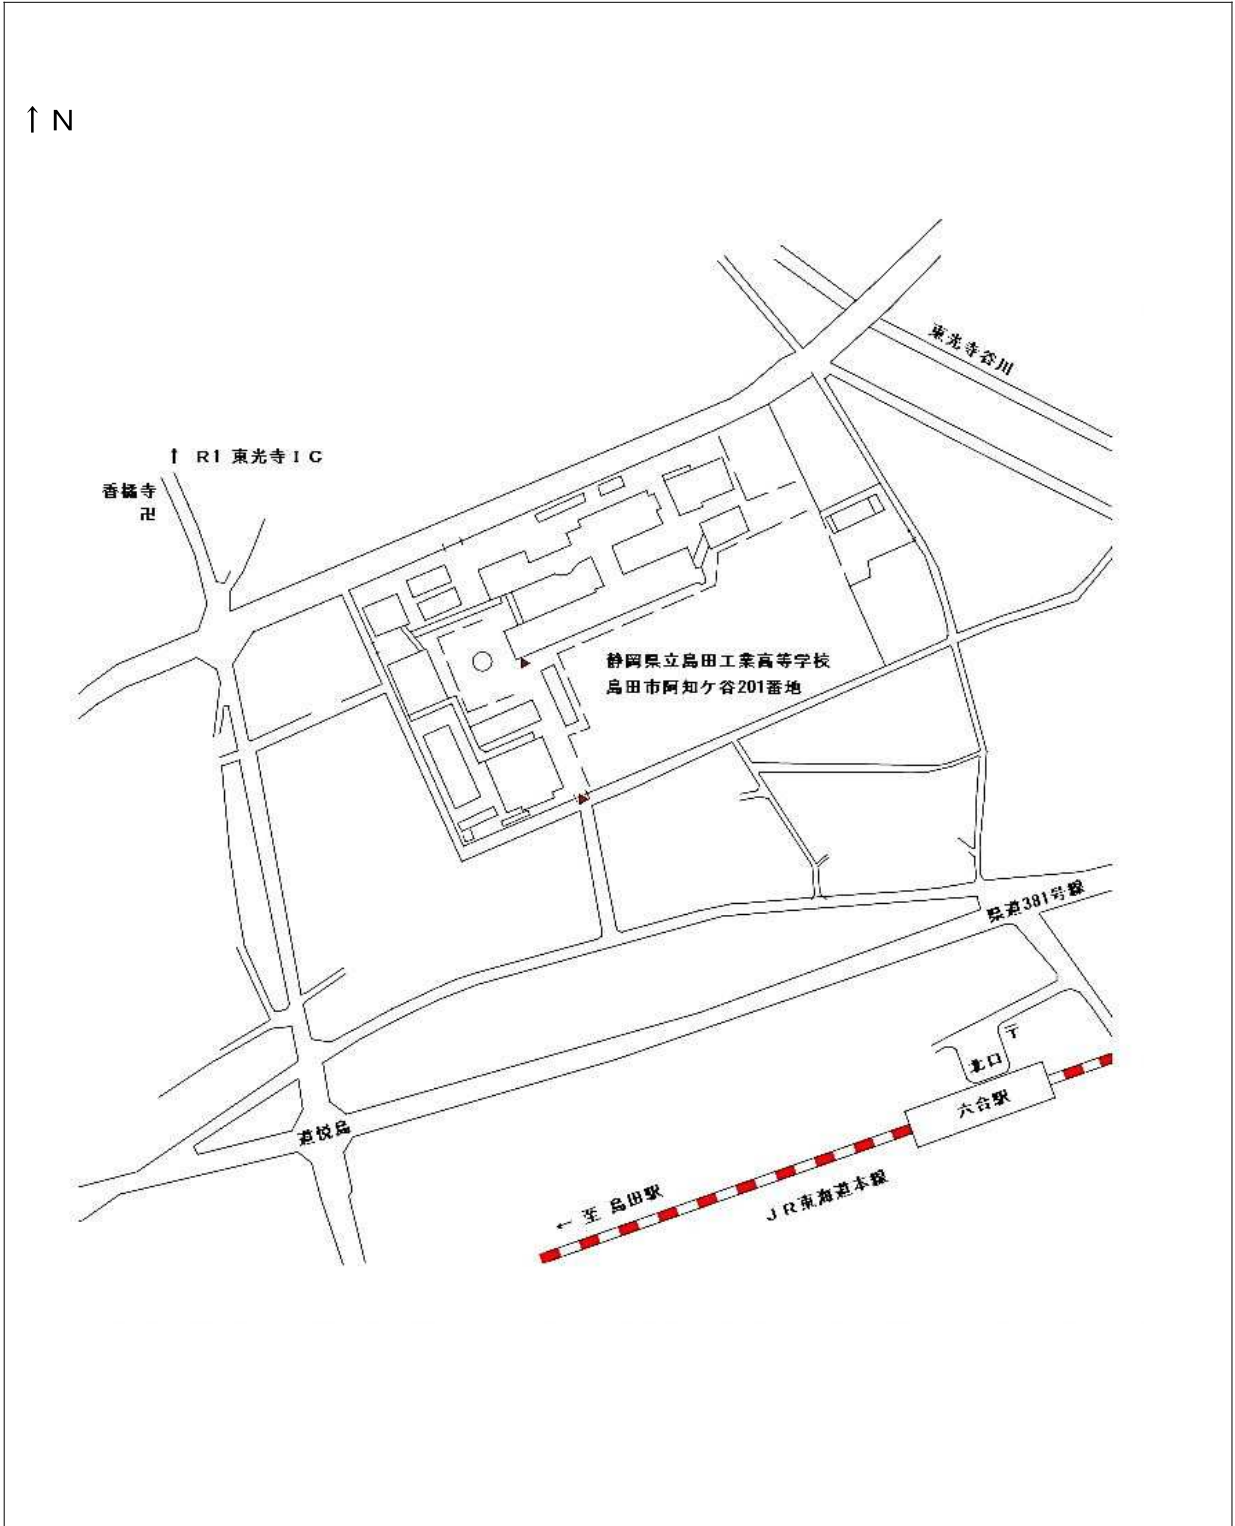 ↑ N
東光寺谷川
↑ R1 東光寺IC
香橘寺
卍
静岡県立島田工業高等学校
島田市阿知ケ谷201番地
県道381号線
〒
北口
六合駅
道悦島
← 至 島田駅
JR東海道本線